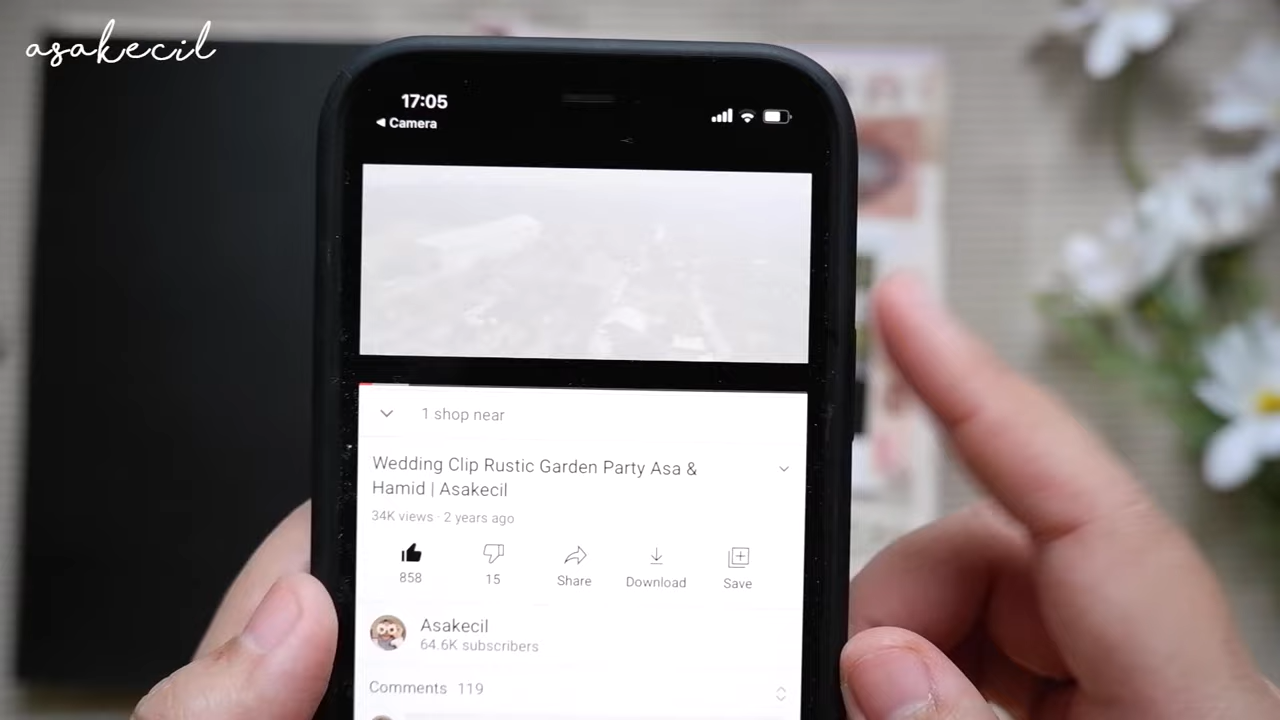 asakecil
17:05
◀ Camera
1 shop near
Wedding Clip Rustic Garden Party Asa &
Hamid | Asakecil
34K views · 2 years ago
858
15
Share
Download
Save
Asakecil
64.6K subscribers
Comments 119